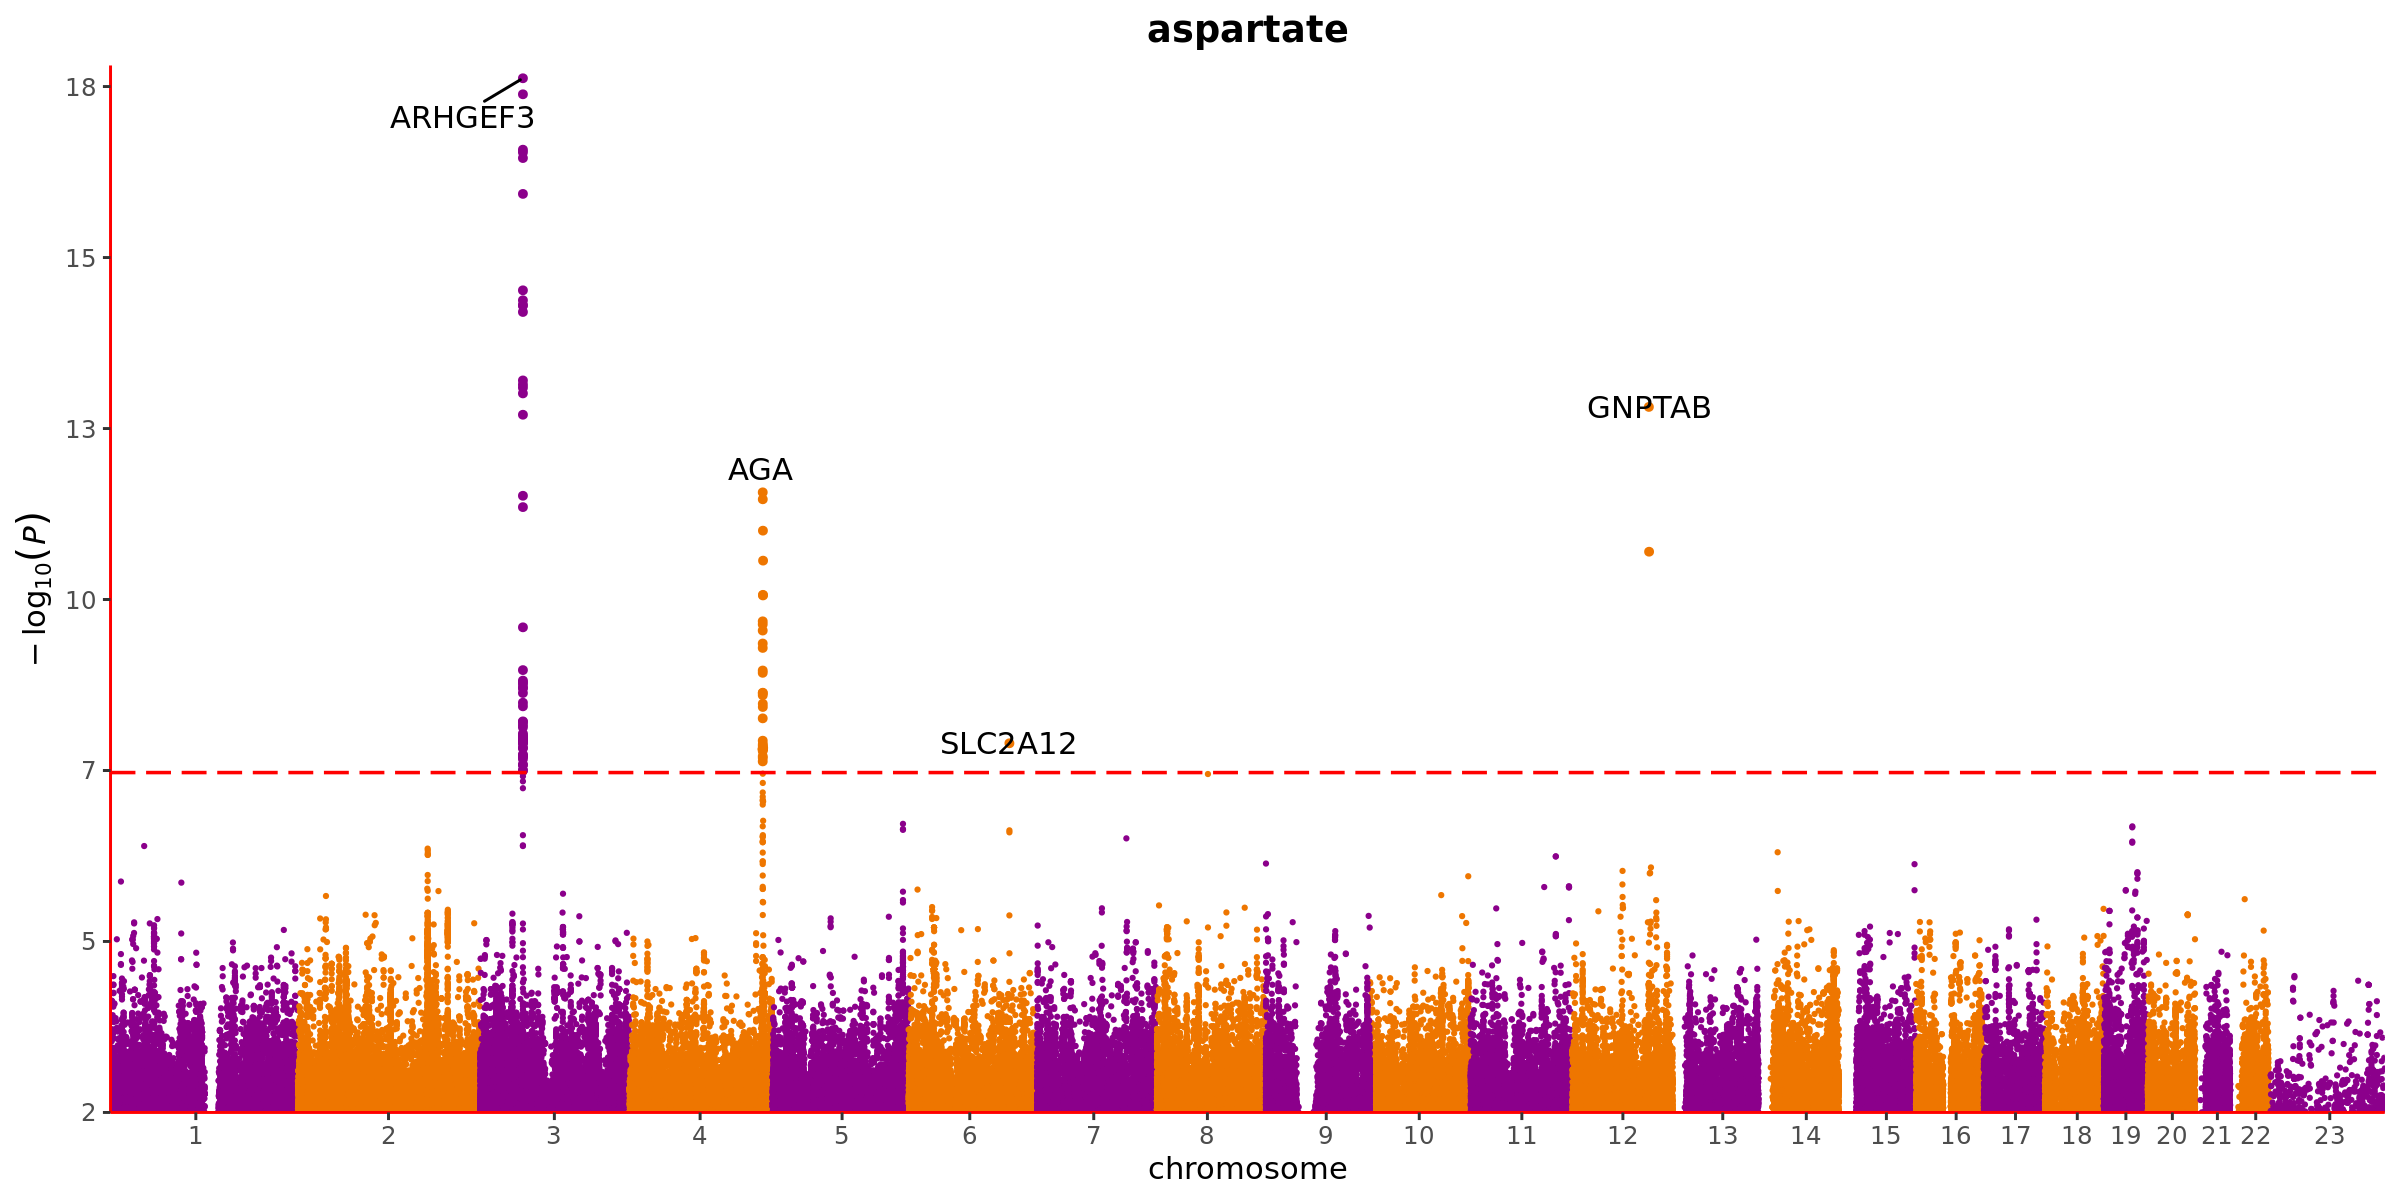 aspartate
18
ARHGEF3
15
13
GNPTAB
AGA
− log10(P)
10
SLC2A12
7
5
2
1 2 3 4 5 6 7 8 9 10 11 12 13 14 15 16 17 18 19 20 21 22 23
chromosome